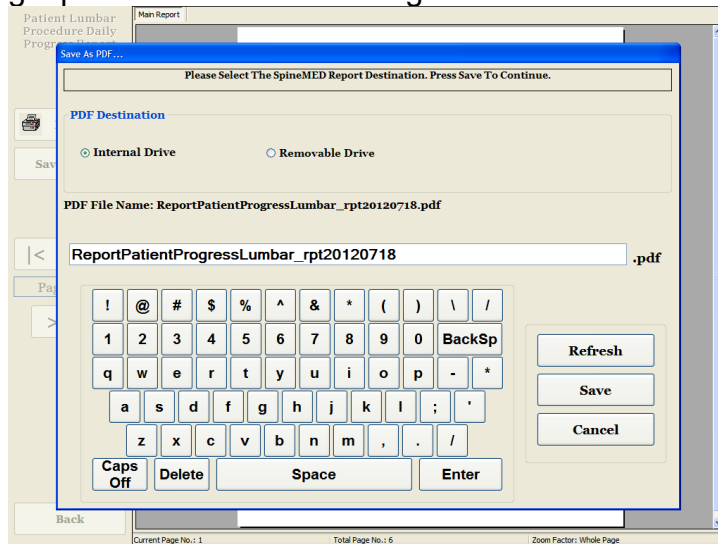 Patient Lumbar
Procedure Daily
Main Report
Save As PDF...
Please Select The SpineMED Report Destination. Press Save To Continue.
PDF Destination
Internal Drive
Removable Drive
Sav
PDF File Name: ReportPatientProgressLumbar_rpt20120718.pdf
ReportPatientProgressLumbar_rpt20120718
.pdf
|<
Pag
>
! @ # $ % ^ & * ( ) \ /
1 2 3 4 5 6 7 8 9 0 BackSp
q w e r t y u i o p - *
a s d f g h j k l ; '
z x c v b n m , . /
Caps Off Delete Space Enter
Refresh
Save
Cancel
Back
Current Page No.: 1
Total Page No.: 6
Zoom Factor: Whole Page